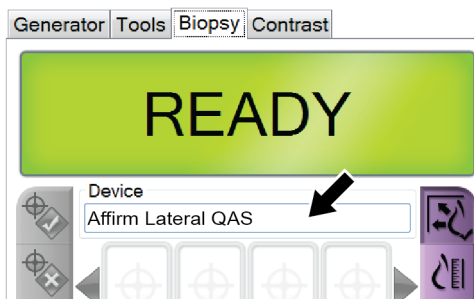 Generator Tools Biopsy Contrast
READY
Device
Affirm Lateral QAS